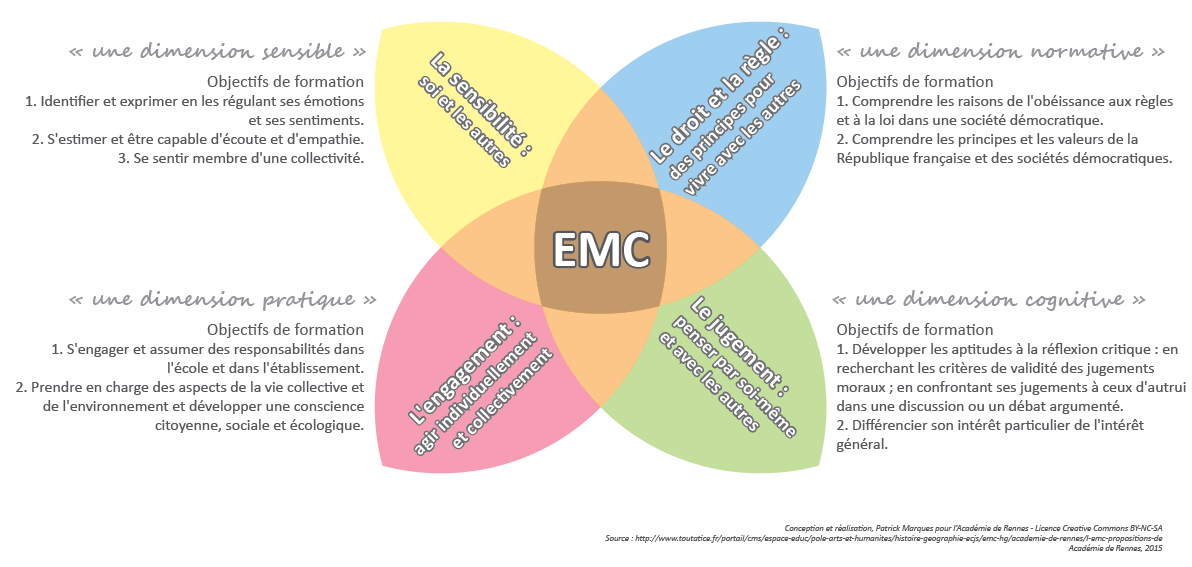 « une dimension sensible »
Objectifs de formation
1. Identifier et exprimer en les régulant ses émotions
et ses sentiments.
2. S'estimer et être capable d'écoute et d'empathie.
3. Se sentir membre d'une collectivité.
La sensibilité :
soi et les autres
Le droit et la règle :
des principes pour
vivre avec les autres
« une dimension normative »
Objectifs de formation
1. Comprendre les raisons de l'obéissance aux règles
et à la loi dans une société démocratique.
2. Comprendre les principes et les valeurs de la
République française et des sociétés démocratiques.
EMC
« une dimension pratique »
Objectifs de formation
1. S'engager et assumer des responsabilités dans
l'école et dans l'établissement.
2. Prendre en charge des aspects de la vie collective et
de l'environnement et développer une conscience
citoyenne, sociale et écologique.
L'engagement :
agir individuellement
et collectivement
Le jugement :
penser par soi-même
et avec les autres
« une dimension cognitive »
Objectifs de formation
1. Développer les aptitudes à la réflexion critique : en
recherchant les critères de validité des jugements
moraux ; en confrontant ses jugements à ceux d'autrui
dans une discussion ou un débat argumenté.
2. Différencier son intérêt particulier de l'intérêt
général.
Conception et réalisation, Patrick Marques pour l'Académie de Rennes - Licence Creative Commons BY-NC-SA
Source : http://www.toutatice.fr/portail/cms/espace-educ/pole-arts-et-humanites/histoire-geographie-ecjs/emc-hg/academie-de-rennes/l-emc-propositions-de
Académie de Rennes, 2015